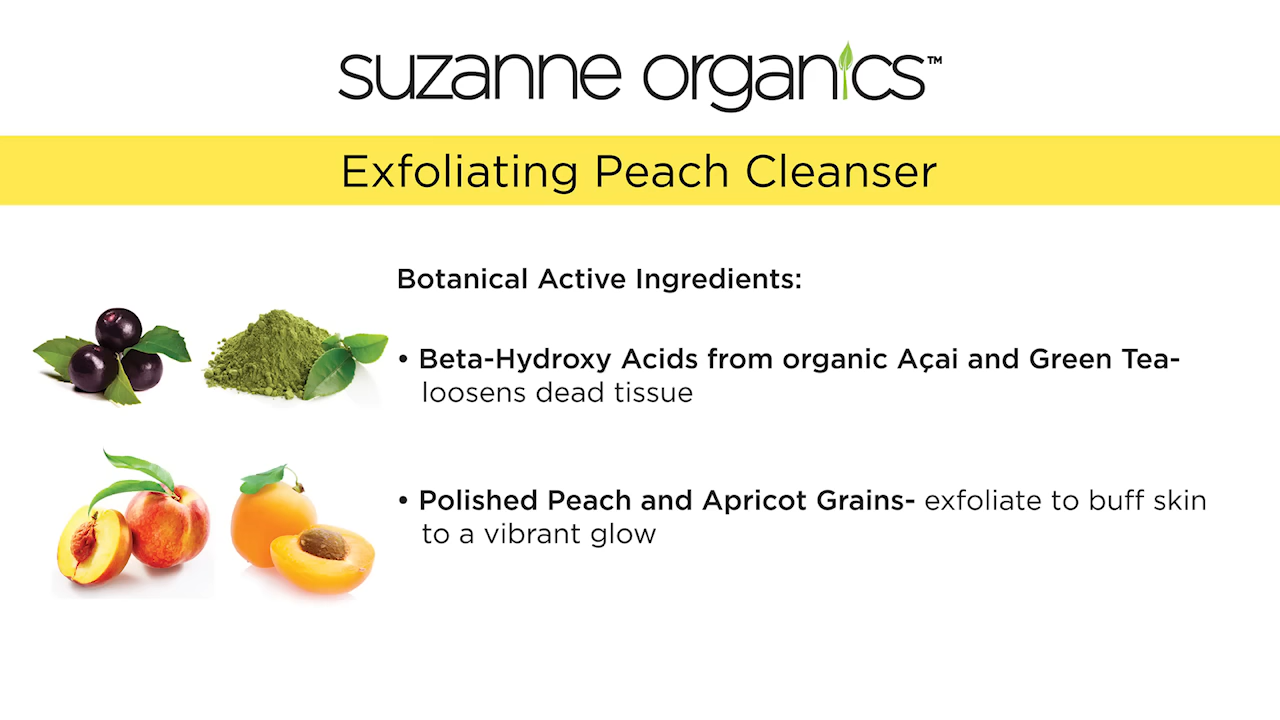 suzanne organics™
Exfoliating Peach Cleanser
Botanical Active Ingredients:
• Beta-Hydroxy Acids from organic Açai and Green Tea-
loosens dead tissue
• Polished Peach and Apricot Grains- exfoliate to buff skin
to a vibrant glow